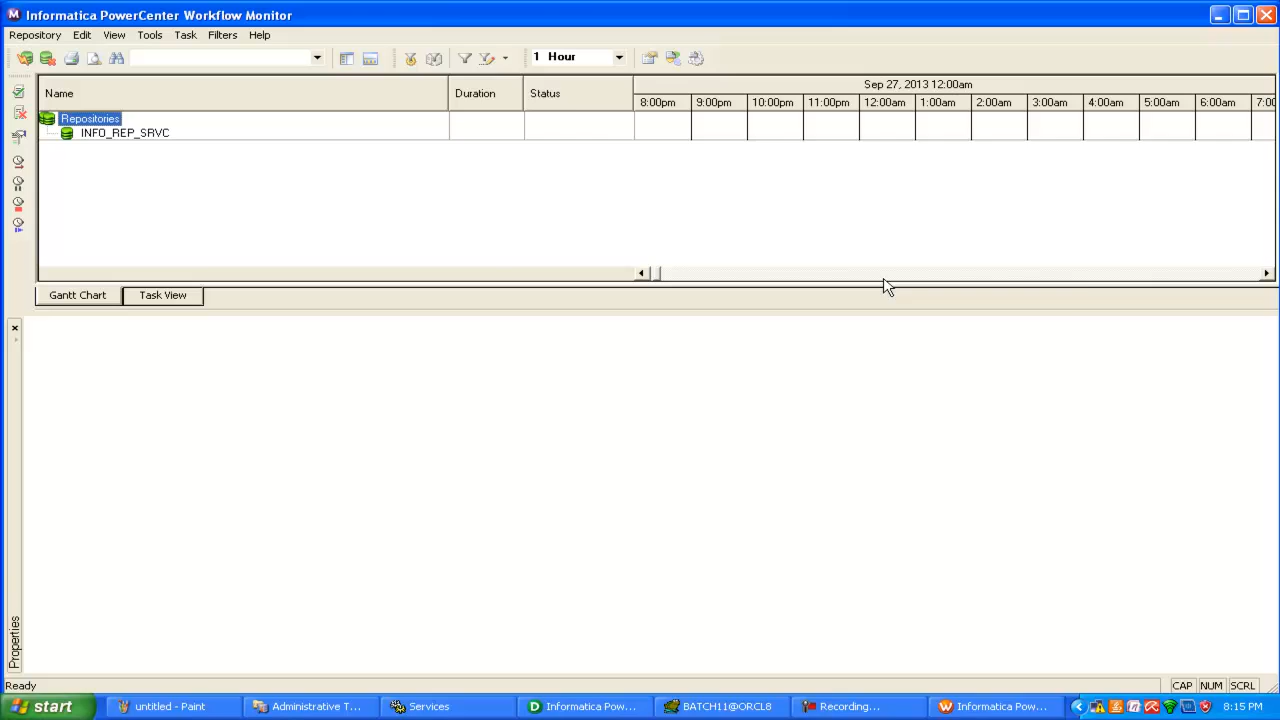 Informatica PowerCenter Workflow Monitor
Repository Edit View Tools Task Filters Help
1 Hour
Name Duration Status Sep 27, 2013 12:00am
8:00pm 9:00pm 10:00pm 11:00pm 12:00am 1:00am 2:00am 3:00am 4:00am 5:00am 6:00am 7:00
Repositories
INFO_REP_SRVC
Gantt Chart Task View
Properties
Ready CAP NUM SCRL
start untitled - Paint Administrative T... Services Informatica Pow... BATCH11@ORCL8 Recording... Informatica Pow... 8:15 PM